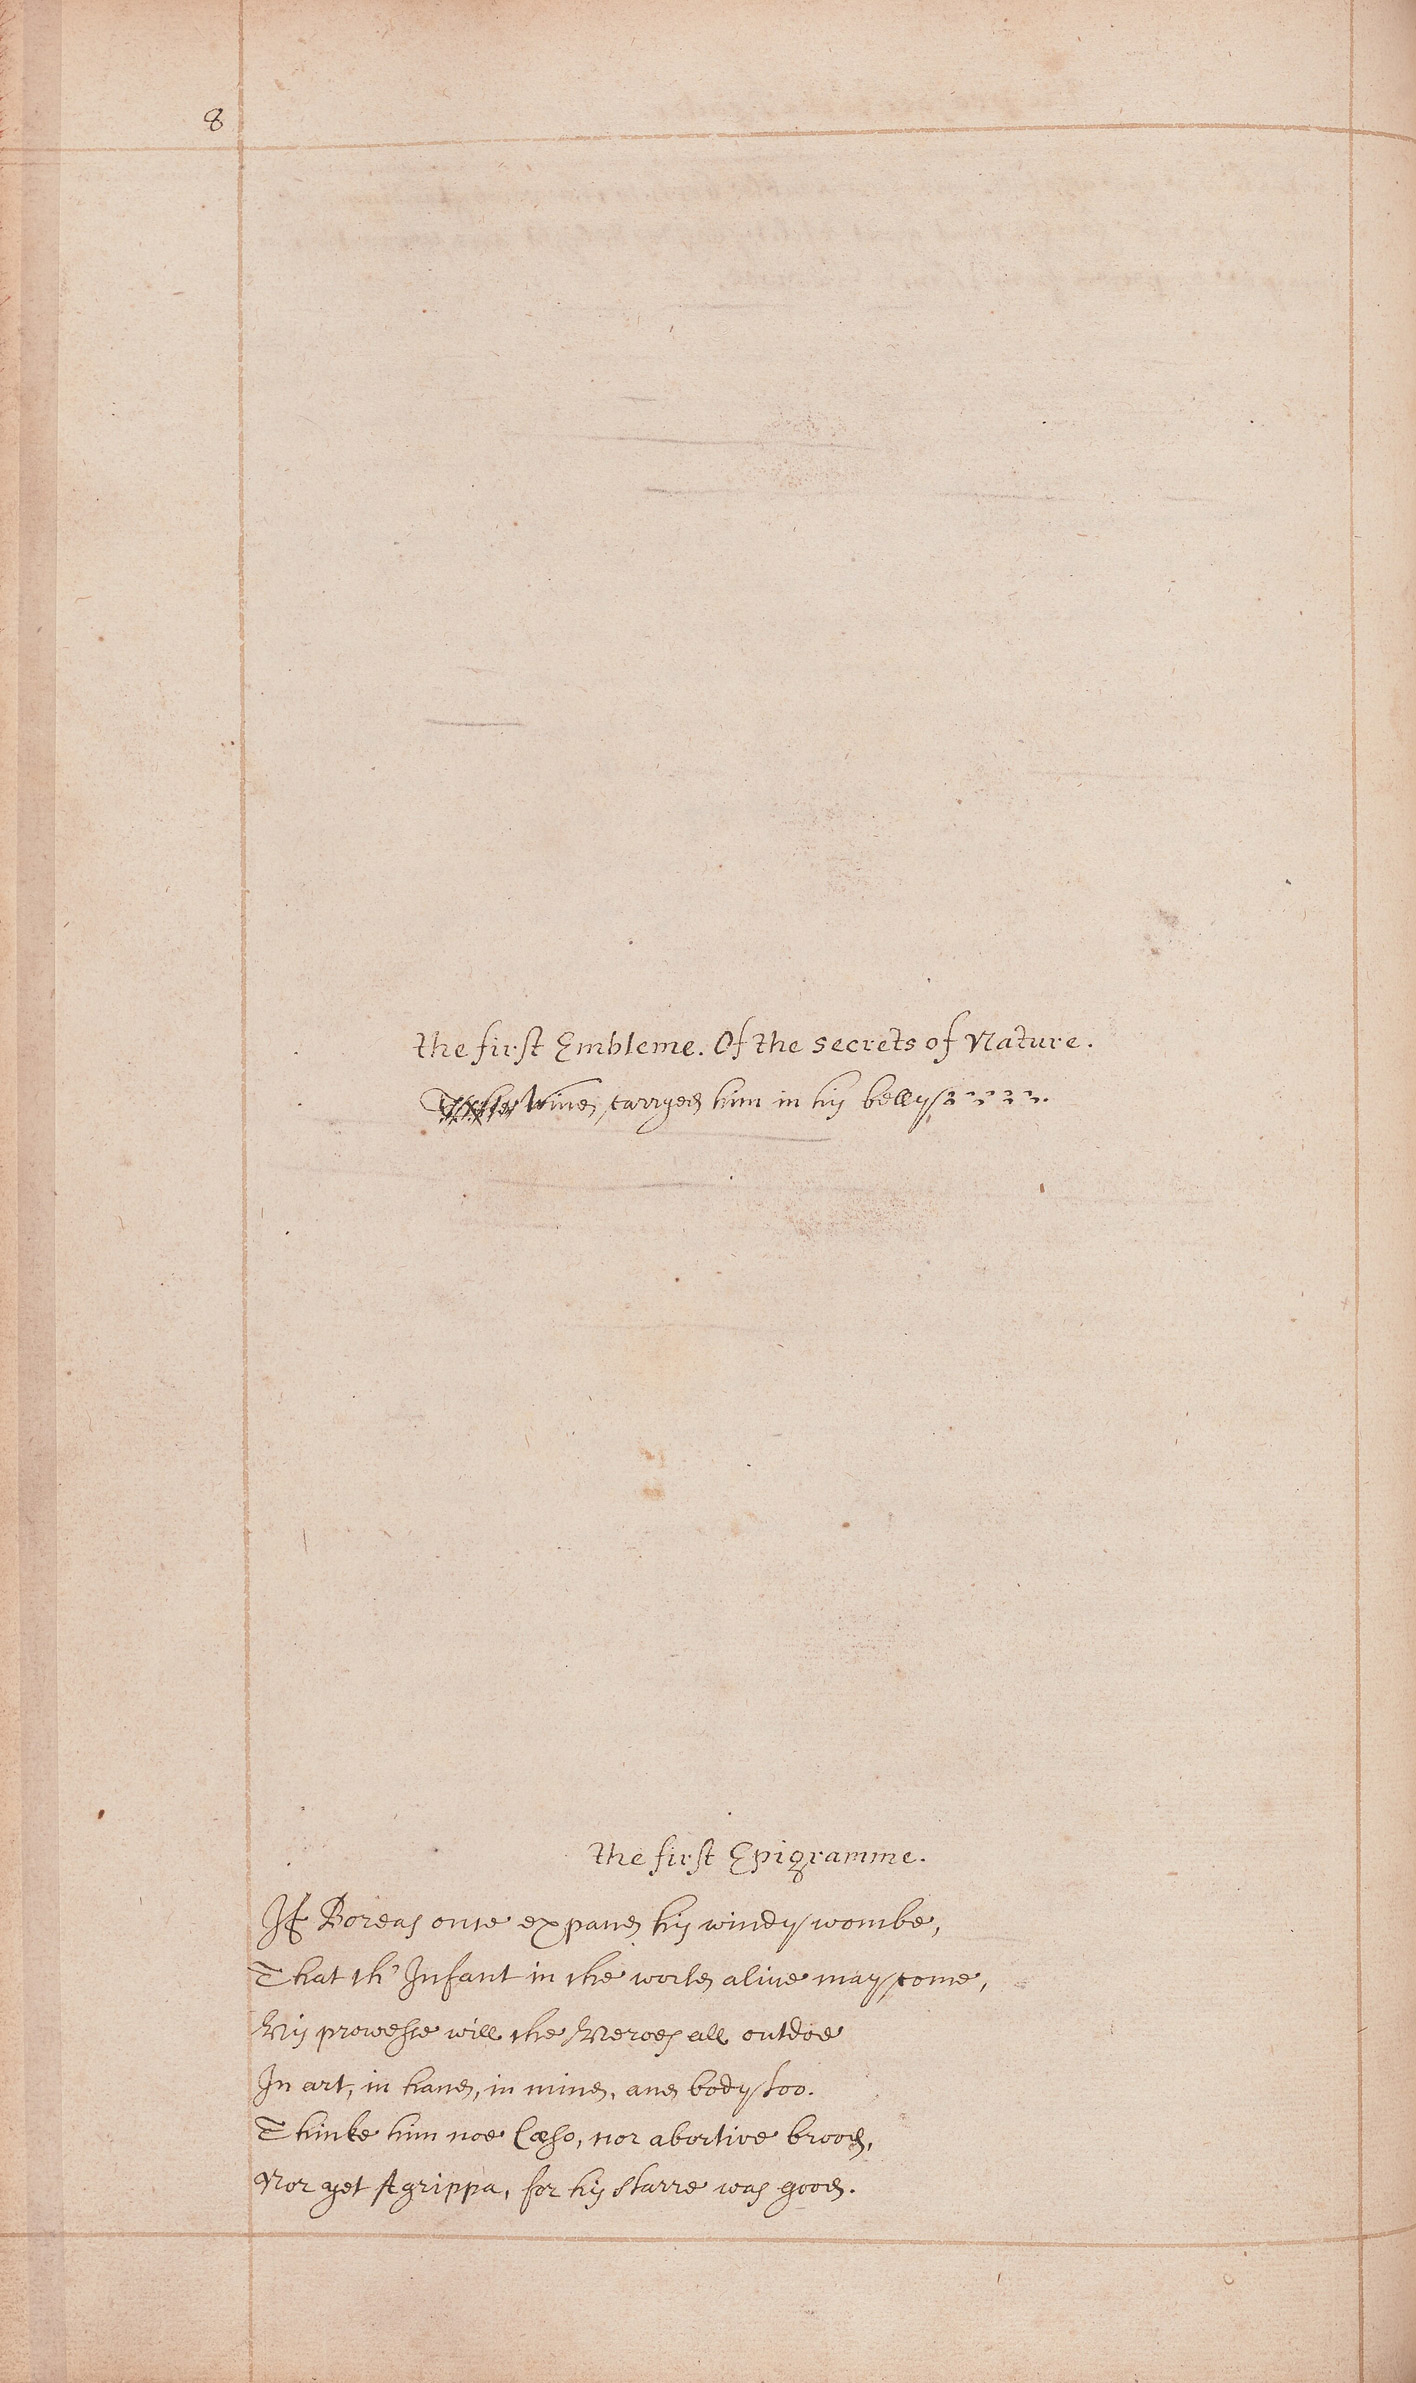 8
the first Embleme. Of the secrets of Nature.
The Wind carryed him in his belly.
the first Epigramme.
If Boreas once expand his windy wombe,
That th' Infant in the world alive may come,
His prowesse will the Heroes all outdoe
In art, in hand, in mind, and body too.
Thinke him noe Cæso, nor abortive brood,
Nor yet Agrippa, for his starre was good.